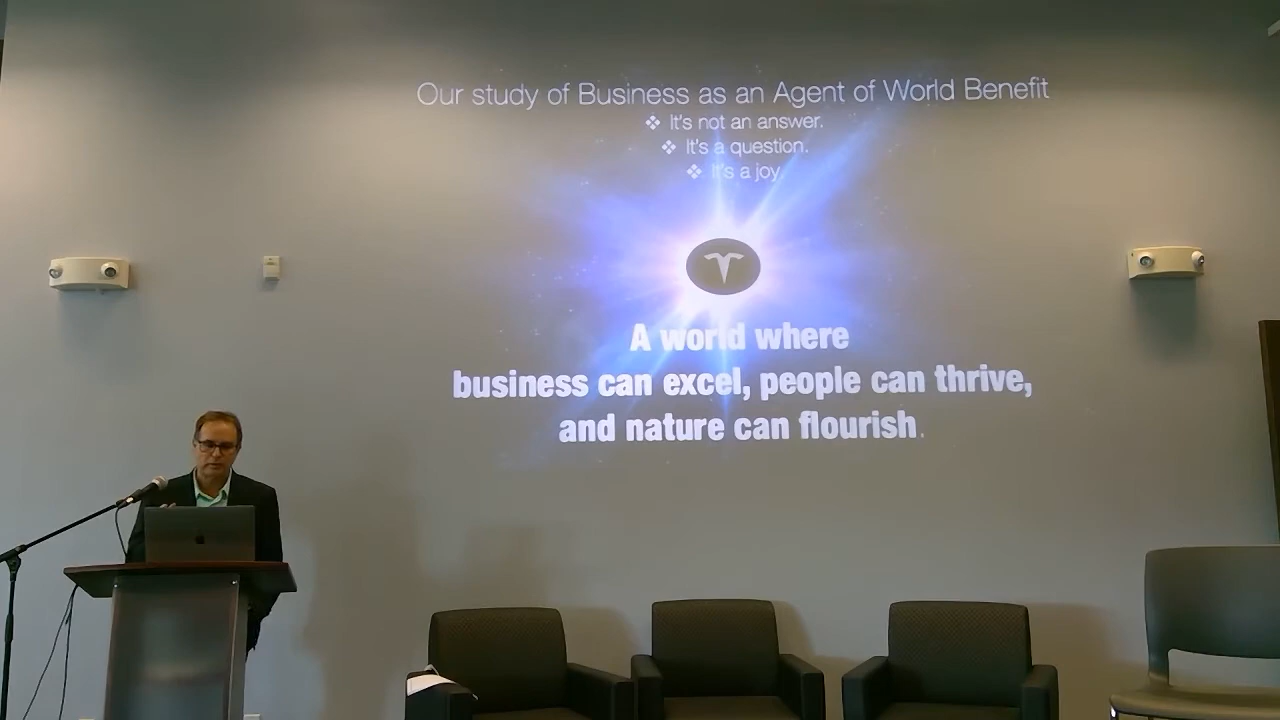 Our study of Business as an Agent of World Benefit
❖ It's not an answer.
❖ It's a question.
❖ It's a joy
A world where
business can excel, people can thrive,
and nature can flourish.